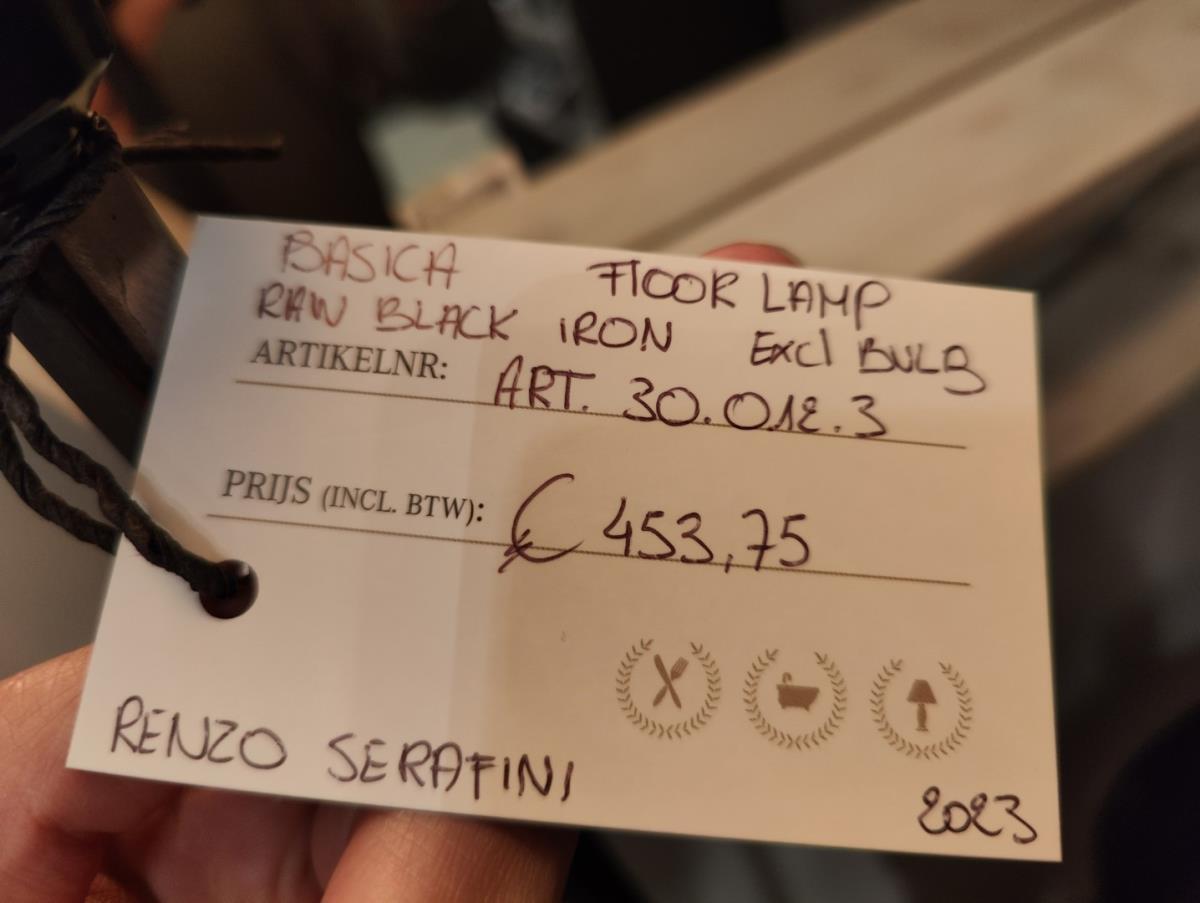 BASICA FlOOR LAMP
RAW BLACK IRON Excl BULB
ARTIKELNR: ART. 30.012.3
PRIJS (INCL. BTW): € 453,75
RENZO SERAFINI
2023